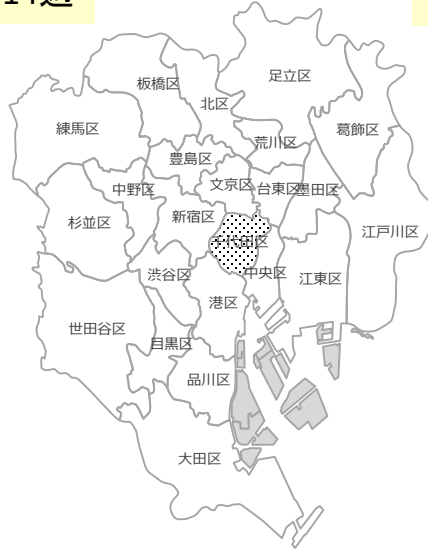 14週
足立区
板橋区
北区
練馬区
荒川区
葛飾区
豊島区
中野区
文京区
台東区
墨田区
杉並区
新宿区
江戸川区
千代田区
渋谷区
中央区
江東区
港区
世田谷区
目黒区
品川区
大田区